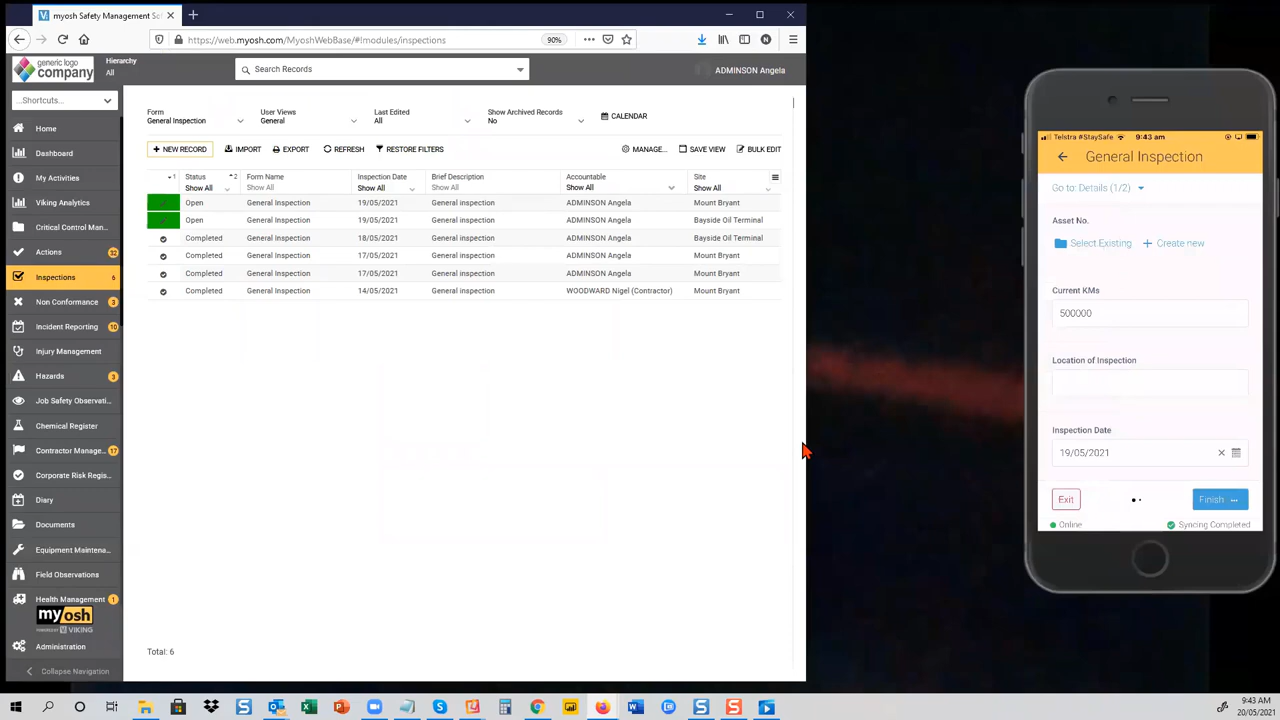 myosh Safety Management So
https://web.myosh.com/MyoshWebBase/#!modules/inspections
90%
N
generic logo
company
Hierarchy
All
Search Records
ADMINSON Angela
...Shortcuts...
Home
Dashboard
My Activities
Viking Analytics
Critical Control Man...
Actions 22
Inspections 6
Non Conformance 3
Incident Reporting 10
Injury Management
Hazards 3
Job Safety Observati...
Chemical Register
Contractor Manage... 17
Corporate Risk Regis...
Diary
Documents
Equipment Maintena...
Field Observations
Health Management 1
myosh
POWERED BY VIKING
Administration
Collapse Navigation
Form
General Inspection
User Views
General
Last Edited
All
Show Archived Records
No
CALENDAR
NEW RECORD
IMPORT
EXPORT
REFRESH
RESTORE FILTERS
MANAGE...
SAVE VIEW
BULK EDIT
1 Status 2 Form Name Inspection Date Brief Description Accountable Site
Show All Show All Show All Show All Show All Show All
Open General Inspection 19/05/2021 General inspection ADMINSON Angela Mount Bryant
Open General Inspection 19/05/2021 General inspection ADMINSON Angela Bayside Oil Terminal
Completed General Inspection 18/05/2021 General inspection ADMINSON Angela Bayside Oil Terminal
Completed General Inspection 17/05/2021 General inspection ADMINSON Angela Mount Bryant
Completed General Inspection 17/05/2021 General inspection ADMINSON Angela Mount Bryant
Completed General Inspection 14/05/2021 General inspection WOODWARD Nigel (Contractor) Mount Bryant
Total: 6
Telstra #StaySafe 9:43 am
General Inspection
Go to: Details (1/2)
Asset No.
Select Existing + Create new
Current KMs
500000
Location of Inspection
Inspection Date
19/05/2021
Exit
Finish ...
Online
Syncing Completed
9:43 AM
20/05/2021